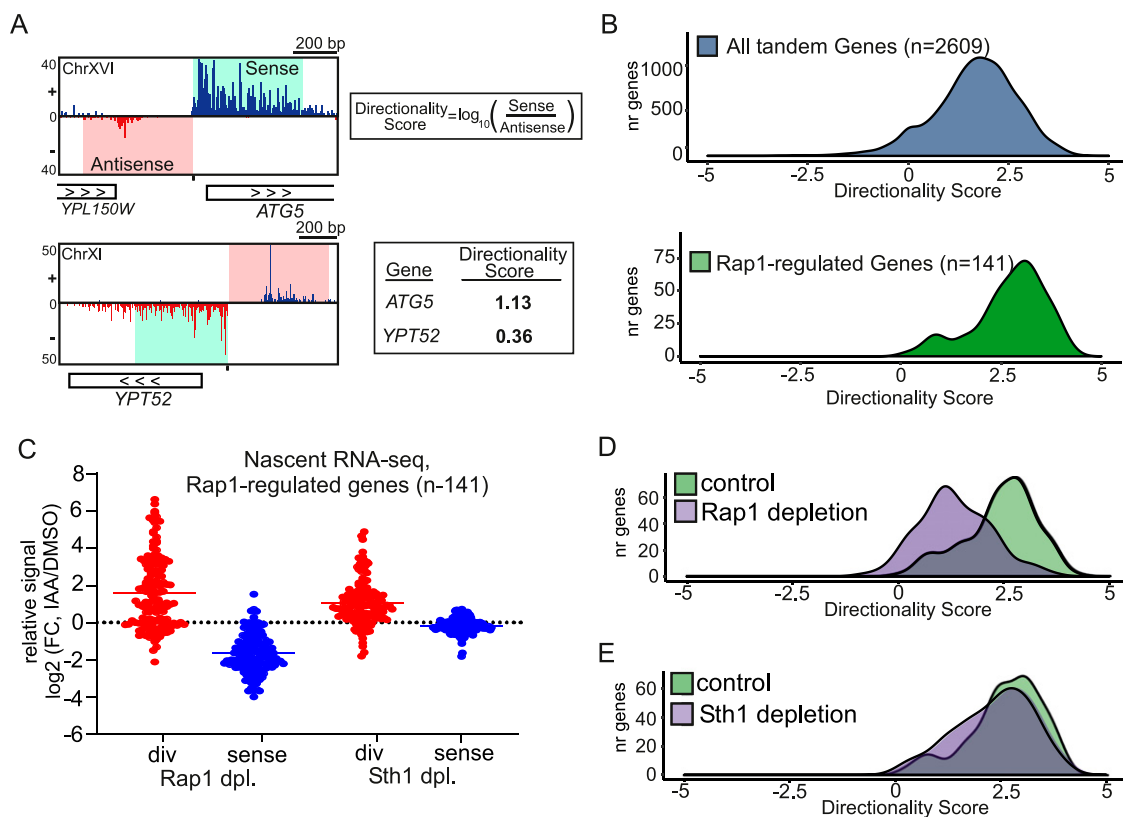 A
200 bp
40
ChrXVI
Sense
+
0
-
Antisense
40
> > >
> > >
YPL150W
ATG5
Directionality Score = log10 (Sense / Antisense)
200 bp
50
ChrXI
+
0
-
50
< < <
YPT52
Gene Directionality Score
ATG5 1.13
YPT52 0.36
B
All tandem Genes (n=2609)
nr genes
1000
500
0
-5 -2.5 0 2.5 5
Directionality Score
Rap1-regulated Genes (n=141)
nr genes
75
50
25
0
-5 -2.5 0 2.5 5
Directionality Score
C
Nascent RNA-seq,
Rap1-regulated genes (n-141)
relative signal
log2 (FC, IAA/DMSO)
8
6
4
2
0
-2
-4
-6
div sense div sense
Rap1 dpl. Sth1 dpl.
D
control
Rap1 depletion
nr genes
60
40
20
0
-5 -2.5 0 2.5 5
Directionality Score
E
control
Sth1 depletion
nr genes
60
40
20
0
-5 -2.5 0 2.5 5
Directionality Score